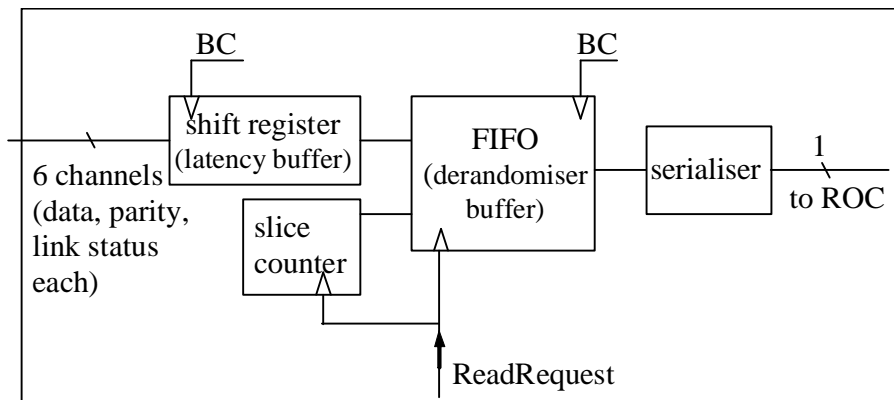 BC
BC
shift register
(latency buffer)
FIFO
(derandomiser
buffer)
serialiser
1
to ROC
6 channels
(data, parity,
link status
each)
slice
counter
ReadRequest